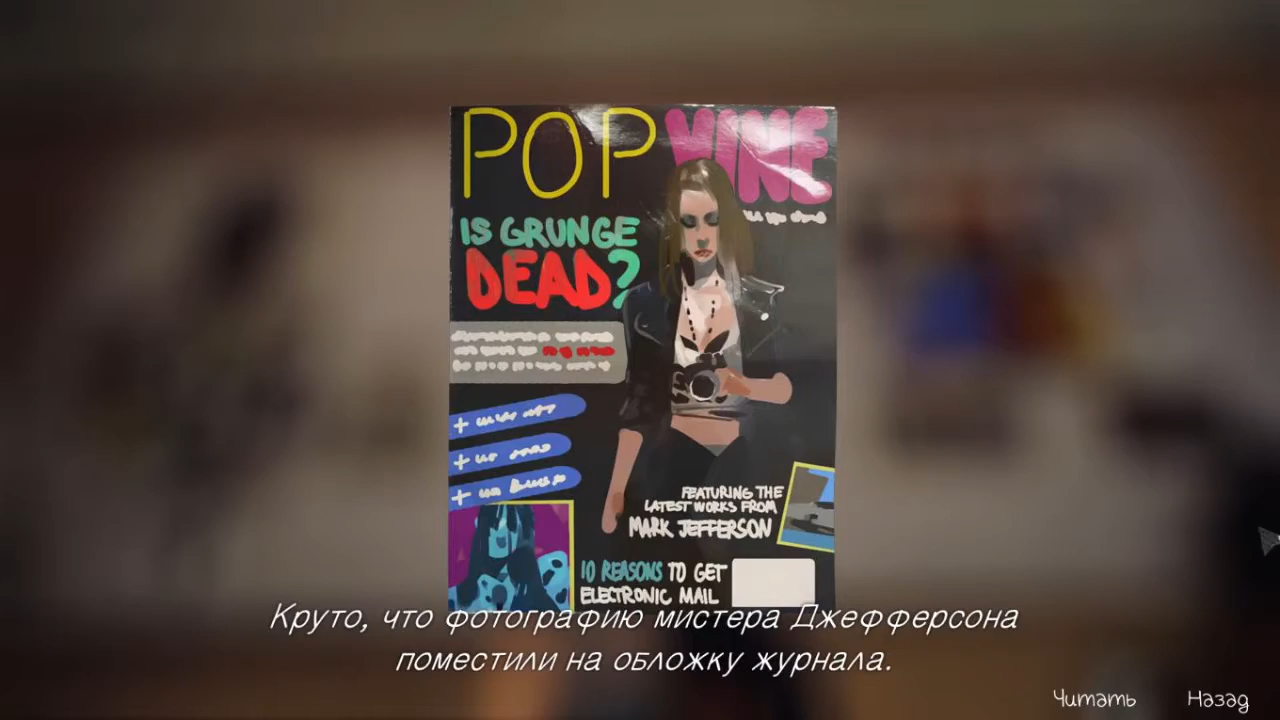 POP VINE
IS GRUNGE
DEAD?
FEATURING THE
LATEST WORKS FROM
MARK JEFFERSON
10 REASONS TO GET
ELECTRONIC MAIL
Круто, что фотографию мистера Джефферсона
поместили на обложку журнала.
Читать Назад